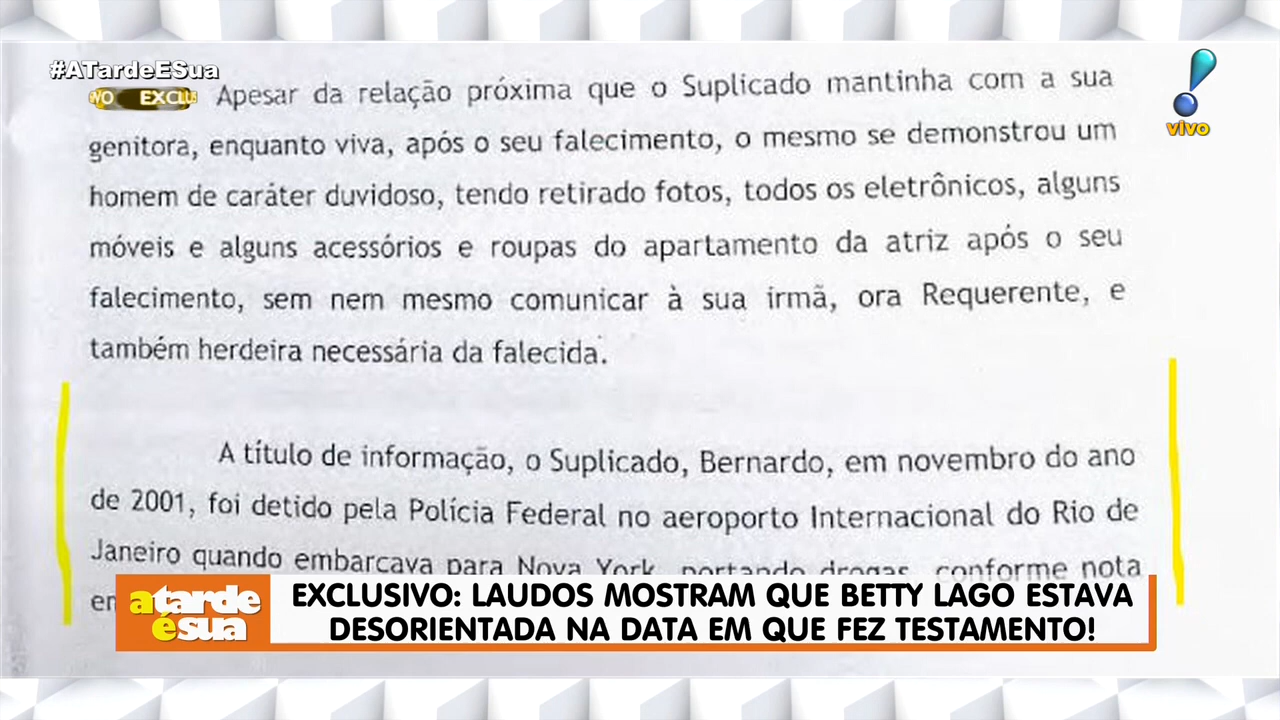 #ATardeESua
VO EXCLU
vivo
Apesar da relação próxima que o Suplicado mantinha com a sua
genitora, enquanto viva, após o seu falecimento, o mesmo se demonstrou um
homem de caráter duvidoso, tendo retirado fotos, todos os eletrônicos, alguns
móveis e alguns acessórios e roupas do apartamento da atriz após o seu
falecimento, sem nem mesmo comunicar à sua irmã, ora Requerente, e
também herdeira necessária da falecida.
A título de informação, o Suplicado, Bernardo, em novembro do ano
de 2001, foi detido pela Polícia Federal no aeroporto Internacional do Rio de
Janeiro quando embarcava para Nova York, portando drogas, conforme nota
a tarde
é sua
EXCLUSIVO: LAUDOS MOSTRAM QUE BETTY LAGO ESTAVA
DESORIENTADA NA DATA EM QUE FEZ TESTAMENTO!